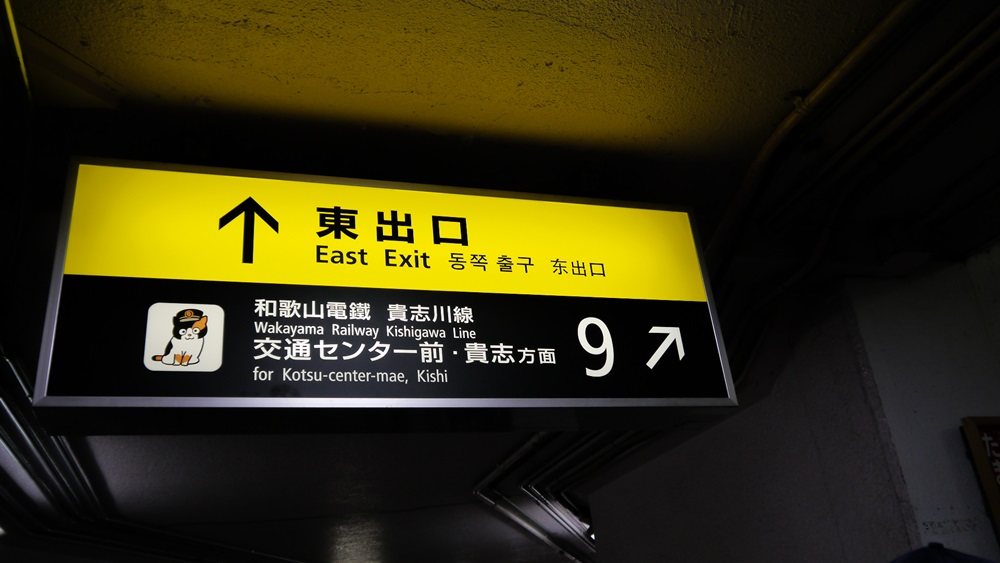 東出口
East Exit 동쪽 출구 东出口
和歌山電鐵 貴志川線
Wakayama Railway Kishigawa Line
交通センター前・貴志方面
for Kotsu-center-mae, Kishi
9